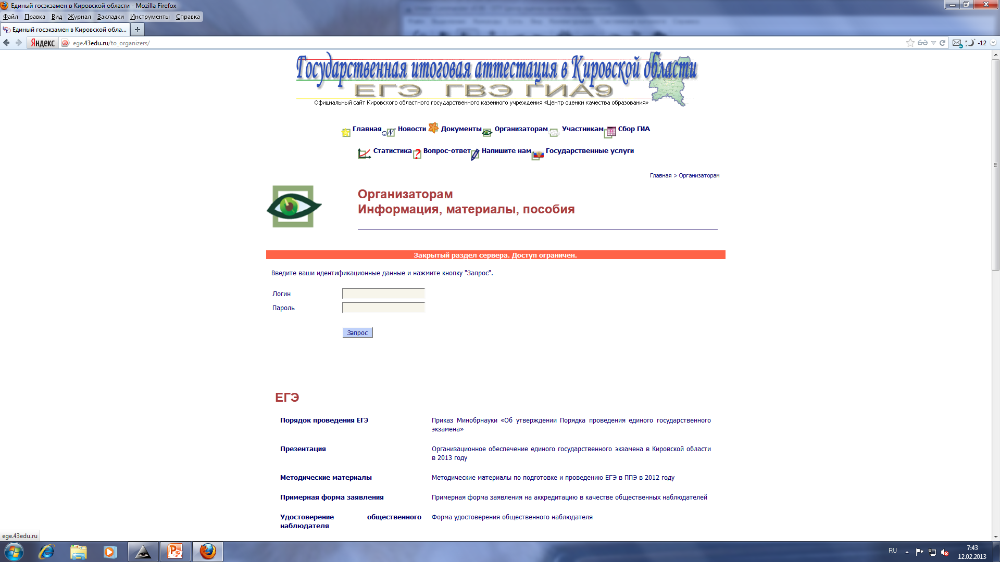 Единый госэкзамен в Кировской области - Mozilla Firefox
Файл Правка Вид Журнал Закладки Инструменты Справка
Единый госэкзамен в Кировской обла...
Яндекс ege.43edu.ru/to_organizers/ -12
Государственная итоговая аттестация в Кировской области
ЕГЭ ГВЭ ГИА9
Официальный сайт Кировского областного государственного казенного учреждения «Центр оценки качества образования»
Главная Новости Документы Организаторам Участникам Сбор ГИА
Статистика Вопрос-ответ Напишите нам Государственные услуги
Главная > Организаторам
Организаторам
Информация, материалы, пособия
Закрытый раздел сервера. Доступ ограничен.
Введите ваши идентификационные данные и нажмите кнопку "Запрос".
Логин
Пароль
Запрос
ЕГЭ
Порядок проведения ЕГЭ Приказ Минобрнауки «Об утверждении Порядка проведения единого государственного
экзамена»
Презентация Организационное обеспечение единого государственного экзамена в Кировской области
в 2013 году
Методические материалы Методические материалы по подготовке и проведению ЕГЭ в ППЭ в 2012 году
Примерная форма заявления Примерная форма заявления на аккредитацию в качестве общественных наблюдателей
Удостоверение общественного Форма удостоверения общественного наблюдателя
наблюдателя
ege.43edu.ru
RU 7:43
12.02.2013